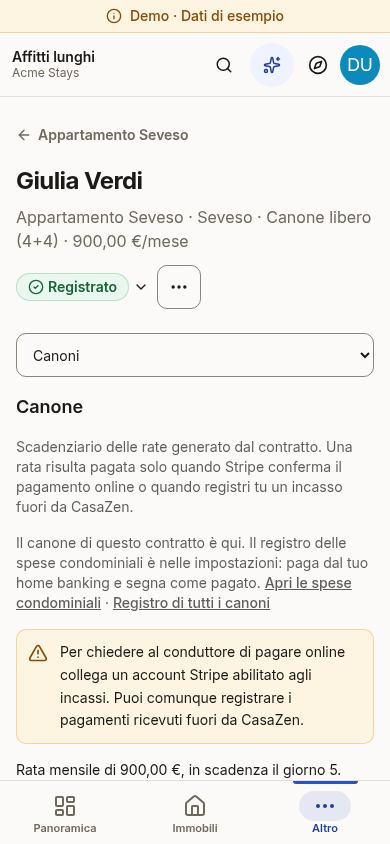 Demo · Dati di esempio
Affitti lunghi
Acme Stays
DU
Appartamento Seveso
Giulia Verdi
Appartamento Seveso · Seveso · Canone libero
(4+4) · 900,00 €/mese
Registrato
Canoni
Canone
Scadenziario delle rate generato dal contratto. Una
rata risulta pagata solo quando Stripe conferma il
pagamento online o quando registri tu un incasso
fuori da CasaZen.
Il canone di questo contratto è qui. Il registro delle
spese condominiali è nelle impostazioni: paga dal tuo
home banking e segna come pagato. Apri le spese
condominiali · Registro di tutti i canoni
Per chiedere al conduttore di pagare online
collega un account Stripe abilitato agli
incassi. Puoi comunque registrare i
pagamenti ricevuti fuori da CasaZen.
Rata mensile di 900,00 €, in scadenza il giorno 5.
Panoramica
Immobili
Altro